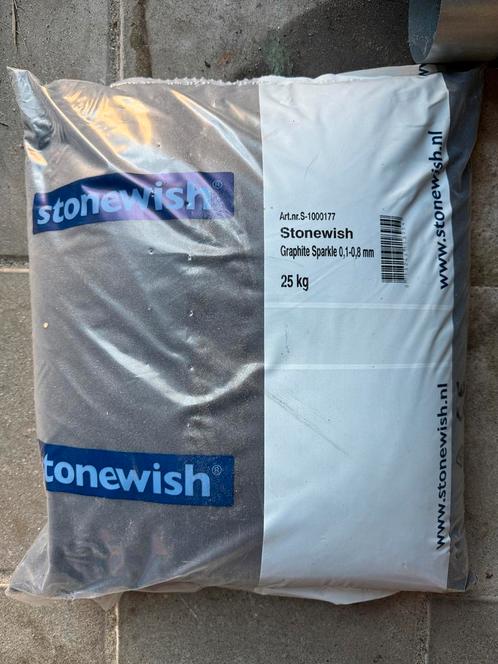 stonewish®
Art.nr.S-1000177
Stonewish
Graphite Sparkle 0,1-0,8 mm
25 kg
www.stonewish.nl
tonewish®
www.stonewish.nl